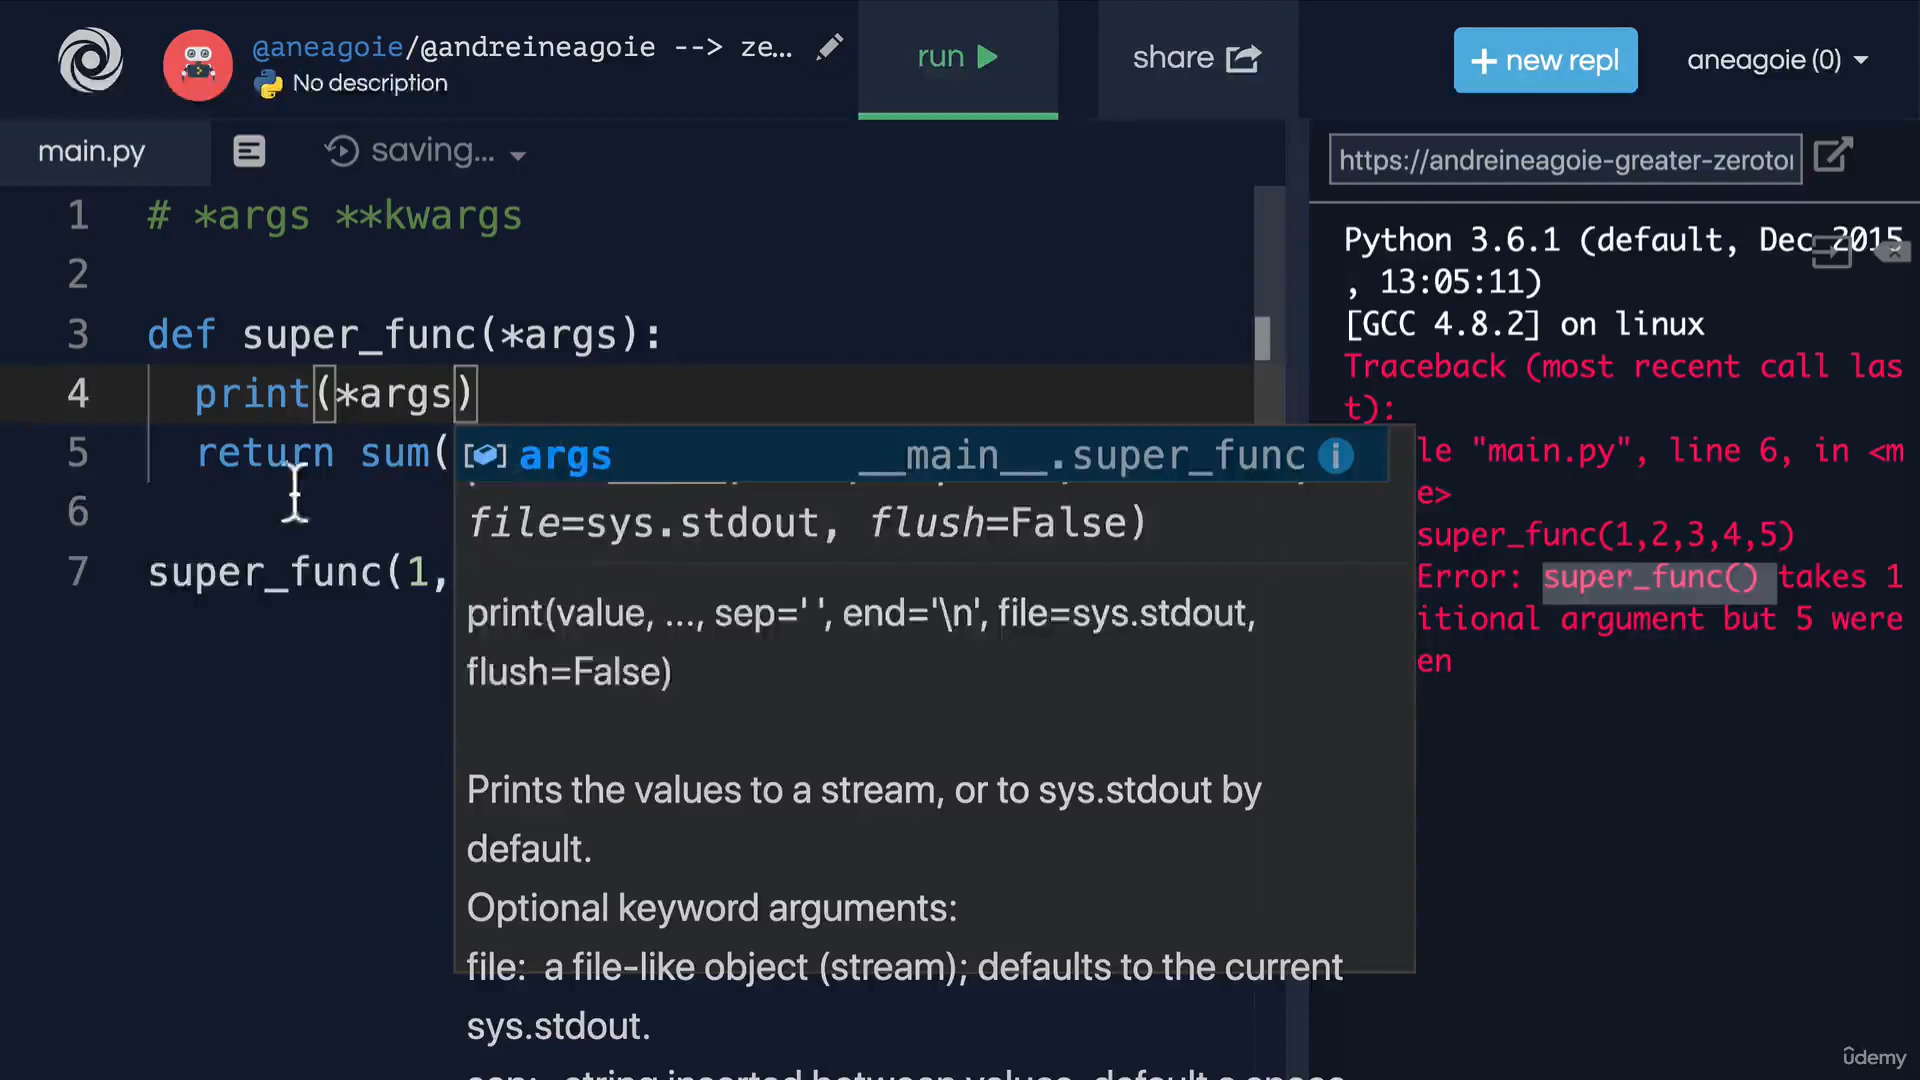 @aneagoie/@andreineagoie --> ze...
No description
run
share
+ new repl
aneagoie (0)
main.py
saving...
https://andreineagoie-greater-zeroto
1 # *args **kwargs
2
3 def super_func(*args):
4 print(*args)
5 return sum(
6
7 super_func(1,
args __main__.super_func
file=sys.stdout, flush=False)
print(value, ..., sep=' ', end='\n', file=sys.stdout,
flush=False)
Prints the values to a stream, or to sys.stdout by
default.
Optional keyword arguments:
file: a file-like object (stream); defaults to the current
sys.stdout.
Python 3.6.1 (default, Dec 2015
, 13:05:11)
[GCC 4.8.2] on linux
Traceback (most recent call las
t):
le "main.py", line 6, in <m
e>
super_func(1,2,3,4,5)
Error: super_func() takes 1
itional argument but 5 were
en
ûdemy